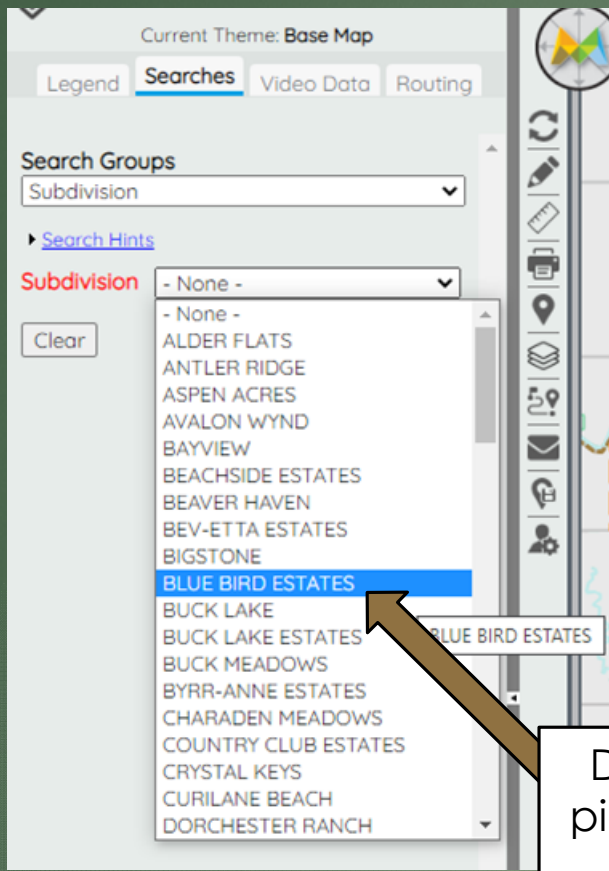 Current Theme: Base Map
Legend Searches Video Data Routing
Search Groups
Subdivision
Search Hints
Subdivision - None -
- None -
Clear
ALDER FLATS
ANTLER RIDGE
ASPEN ACRES
AVALON WYND
BAYVIEW
BEACHSIDE ESTATES
BEAVER HAVEN
BEV-ETTA ESTATES
BIGSTONE
BLUE BIRD ESTATES
BUCK LAKE
BUCK LAKE ESTATES
BLUE BIRD ESTATES
BUCK MEADOWS
BYRR-ANNE ESTATES
CHARADEN MEADOWS
COUNTRY CLUB ESTATES
CRYSTAL KEYS
CURILANE BEACH
DORCHESTER RANCH